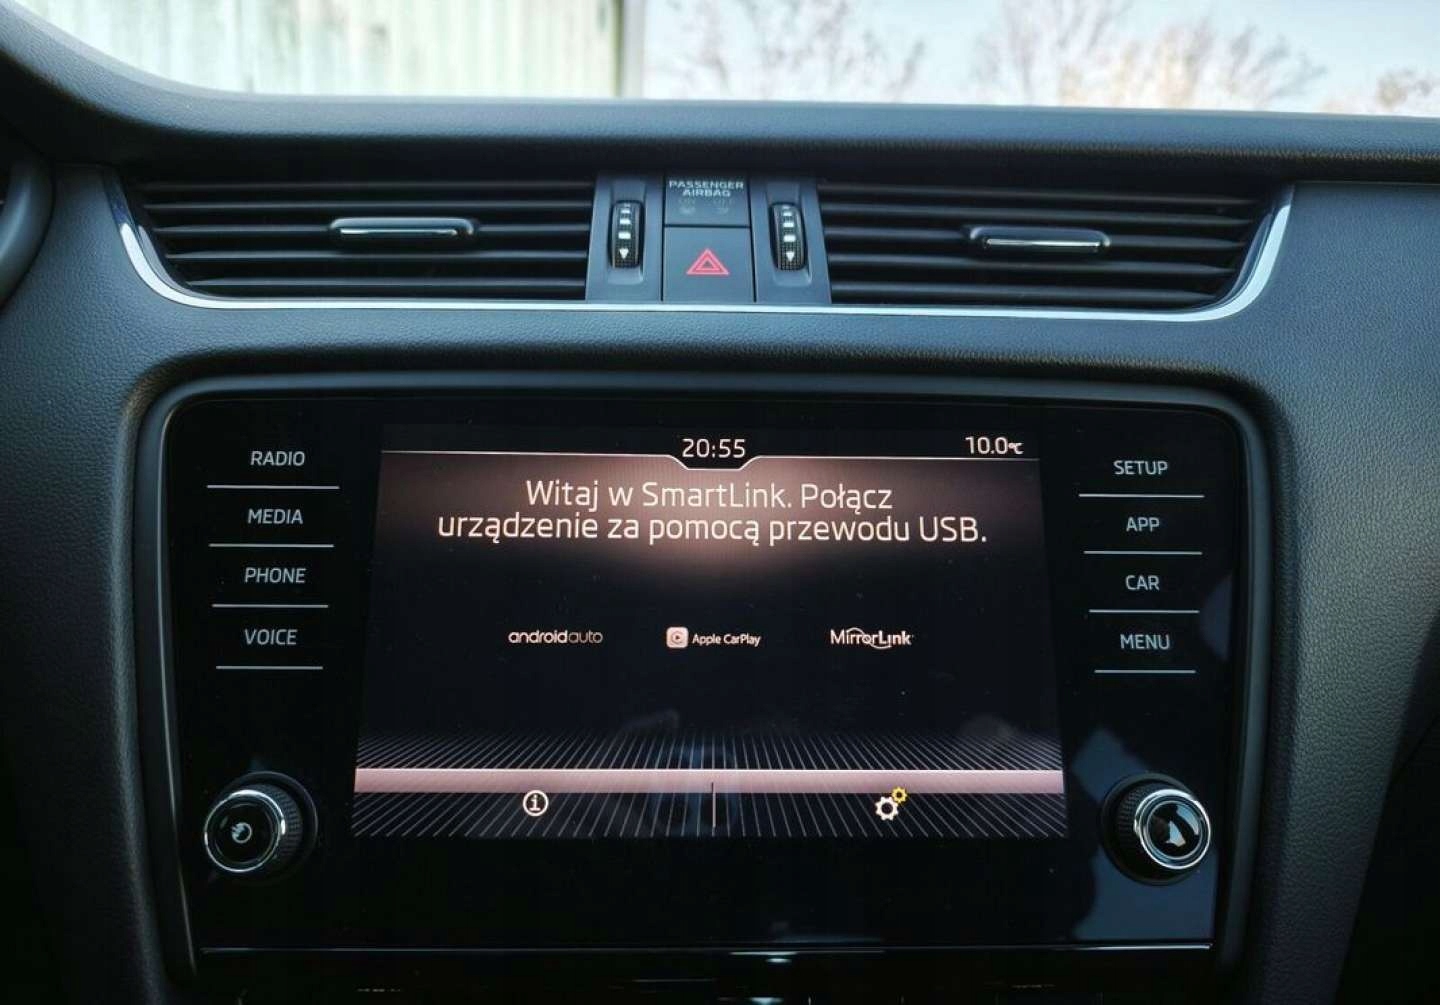 PASSENGER
AIRBAG
20:55
10.0°C
RADIO
MEDIA
PHONE
VOICE
Witaj w SmartLink. Połącz
urządzenie za pomocą przewodu USB.
androidauto
Apple CarPlay
MirrorLink
SETUP
APP
CAR
MENU